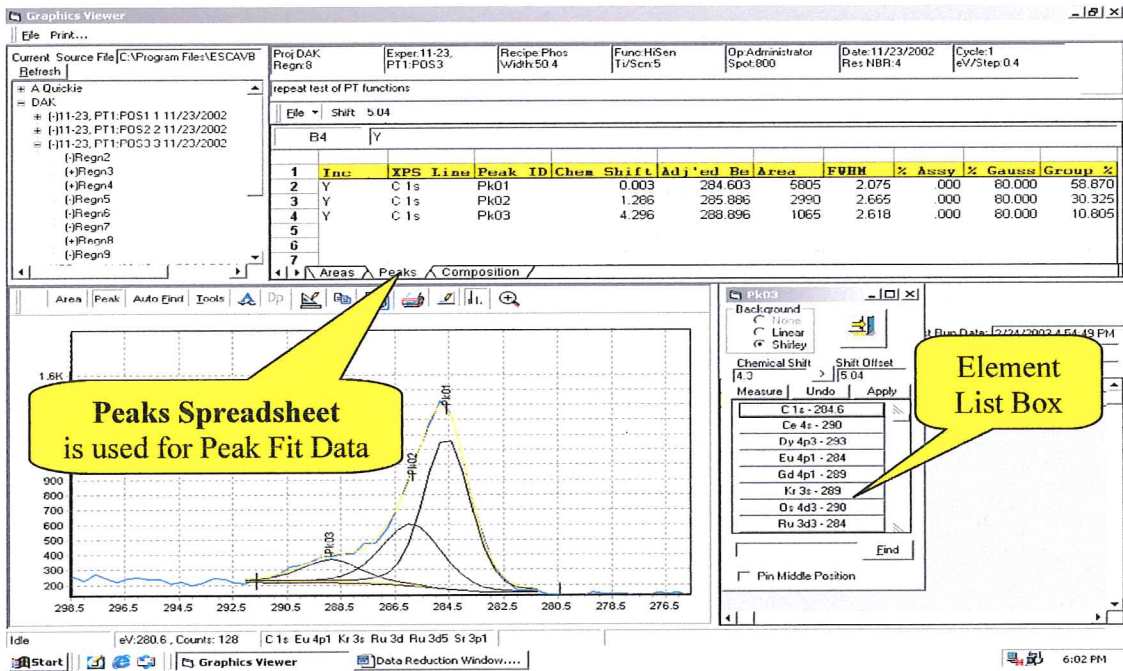 Graphics Viewer
File Print...
Current Source File C:\Program Files\ESCAVB
Refresh
A Quickie
DAK
(-)11-23, PT1:POS1 1 11/23/2002
(-)11-23, PT1:POS2 2 11/23/2002
(-)11-23, PT1:POS3 3 11/23/2002
(-)Regn2
(+)Regn3
(+)Regn4
(-)Regn5
(-)Regn6
(-)Regn7
(+)Regn8
(-)Regn9
Proj:DAK Exper:11-23, Recipe:Phos Func:HiSen Op:Administrator Date:11/23/2002 Cycle:1
Regn:8 PT1:POS3 Width:50.4 Ti/Scn:5 Spot:800 Res NBR:4 eV/Step:0.4
repeat test of PT functions
File Shift 5.04
B4 Y
1 Inc XPS Line Peak ID Chem Shift Adj'ed Be Area FWHM % Assy % Gauss Group %
2 Y C 1s Pk01 0.003 284.603 5805 2.075 .000 80.000 58.870
3 Y C 1s Pk02 1.286 285.886 2990 2.665 .000 80.000 30.325
4 Y C 1s Pk03 4.296 288.896 1065 2.618 .000 80.000 10.805
5
6
7
Areas Peaks Composition
Area Peak Auto Find Tools Dp
1.6K
900
800
700
600
500
400
300
200
298.5 296.5 294.5 292.5 290.5 288.5 286.5 284.5 282.5 280.5 278.5 276.5
Pk03
Pk02
Pk01
Peaks Spreadsheet
is used for Peak Fit Data
Pk03
Background
None
Linear
Shirley
Chemical Shift > Shift Offset
4.3 5.04
Measure Undo Apply
C 1s - 284.6
Ce 4s - 290
Dy 4p3 - 293
Eu 4p1 - 284
Gd 4p1 - 289
Kr 3s - 289
Os 4d3 - 290
Ru 3d3 - 284
Find
Pin Middle Position
Run Date: 2/24/2003 4:54:49 PM
Element
List Box
Idle eV:280.6 , Counts: 128 C 1s Eu 4p1 Kr 3s Ru 3d Ru 3d5 Sr 3p1
Start Graphics Viewer Data Reduction Window.... 6:02 PM